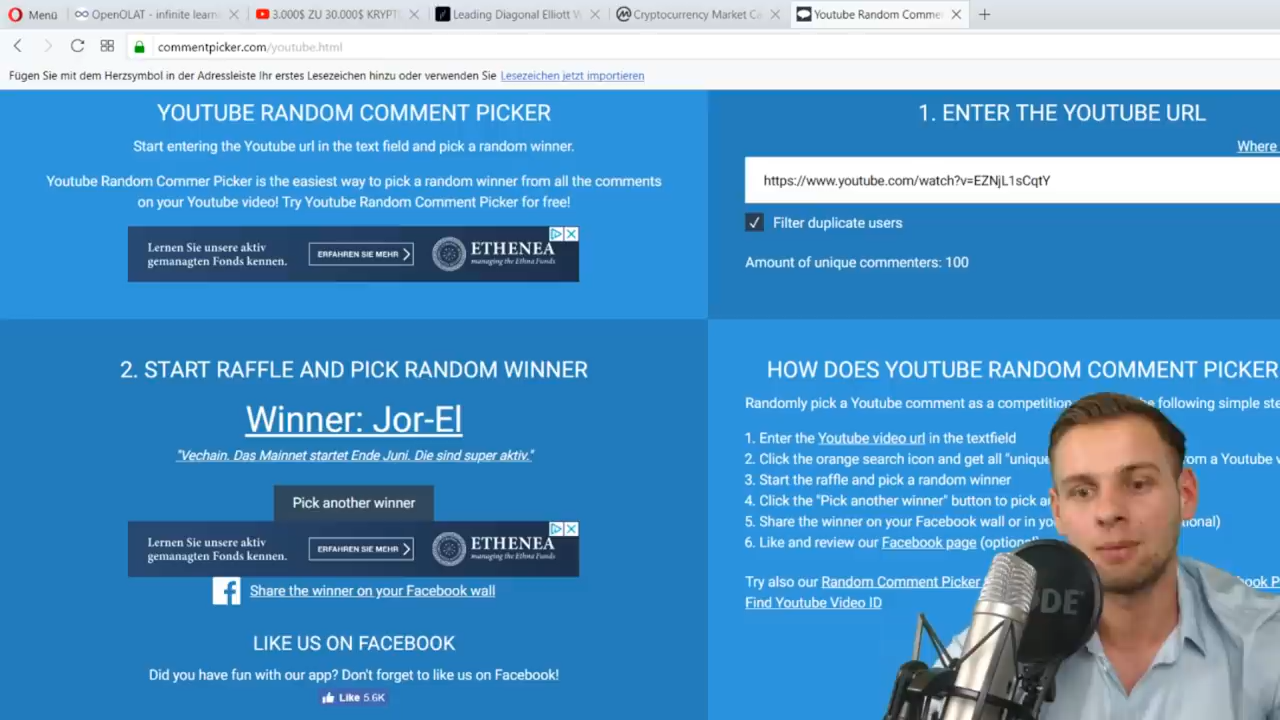 Menü
OpenOLAT - infinite learni
3.000$ ZU 30.000$ KRYPT
Leading Diagonal Elliott W
Cryptocurrency Market Ca
Youtube Random Comme
commentpicker.com/youtube.html
Fügen Sie mit dem Herzsymbol in der Adressleiste Ihr erstes Lesezeichen hinzu oder verwenden Sie Lesezeichen jetzt importieren
YOUTUBE RANDOM COMMENT PICKER
Start entering the Youtube url in the text field and pick a random winner.
Youtube Random Commer Picker is the easiest way to pick a random winner from all the comments
on your Youtube video! Try Youtube Random Comment Picker for free!
Lernen Sie unsere aktiv
gemanagten Fonds kennen.
ERFAHREN SIE MEHR
ETHENEA
managing the Ethna Funds
1. ENTER THE YOUTUBE URL
Where
https://www.youtube.com/watch?v=EZNjL1sCqtY
Filter duplicate users
Amount of unique commenters: 100
2. START RAFFLE AND PICK RANDOM WINNER
Winner: Jor-El
"Vechain. Das Mainnet startet Ende Juni. Die sind super aktiv."
Pick another winner
Lernen Sie unsere aktiv
gemanagten Fonds kennen.
ERFAHREN SIE MEHR
ETHENEA
managing the Ethna Funds
Share the winner on your Facebook wall
LIKE US ON FACEBOOK
Did you have fun with our app? Don't forget to like us on Facebook!
Like 5.6K
HOW DOES YOUTUBE RANDOM COMMENT PICKER
Randomly pick a Youtube comment as a competition following simple ste
1. Enter the Youtube video url in the textfield
2. Click the orange search icon and get all "unique from a Youtube v
3. Start the raffle and pick a random winner
4. Click the "Pick another winner" button to pick
5. Share the winner on your Facebook wall or in
6. Like and review our Facebook page (optional)
Try also our Random Comment Picker
Find Youtube Video ID